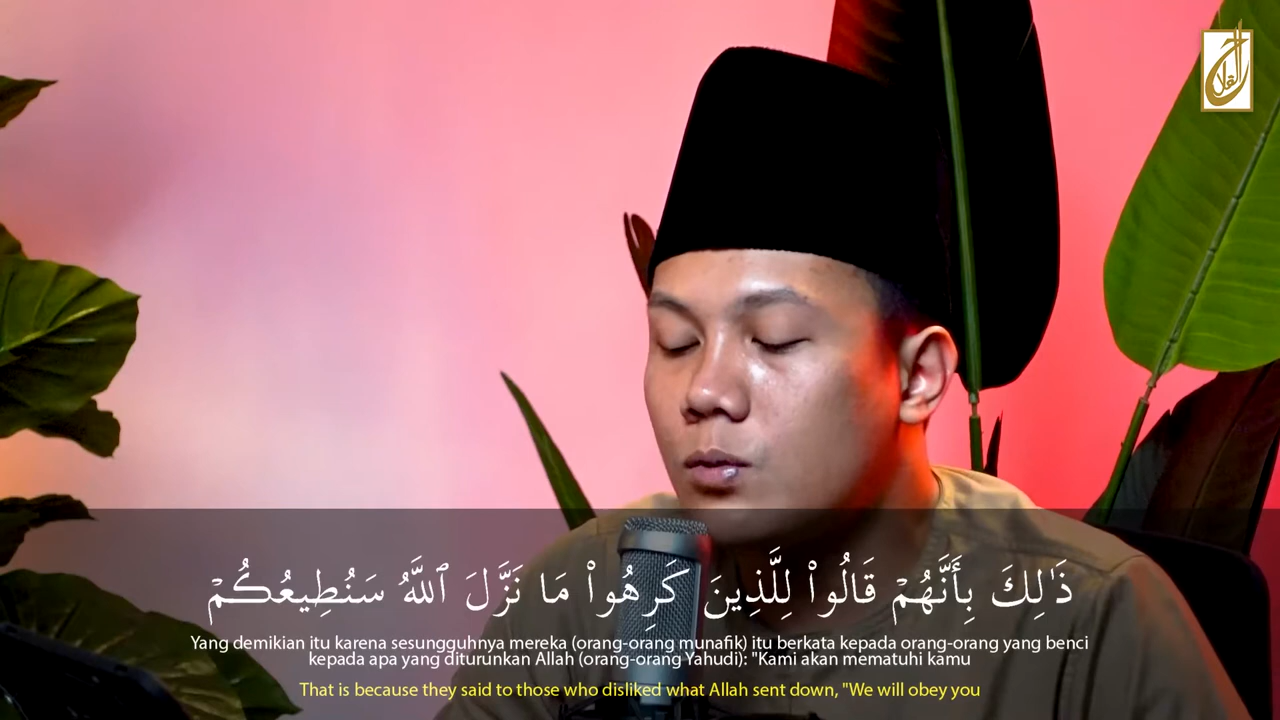 ذَٰلِكَ بِأَنَّهُمۡ قَالُواْ لِلَّذِينَ كَرِهُواْ مَا نَزَّلَ ٱللَّهُ سَنُطِيعُكُمۡ
Yang demikian itu karena sesungguhnya mereka (orang-orang munafik) itu berkata kepada orang-orang yang benci
kepada apa yang diturunkan Allah (orang-orang Yahudi): "Kami akan mematuhi kamu
That is because they said to those who disliked what Allah sent down, "We will obey you